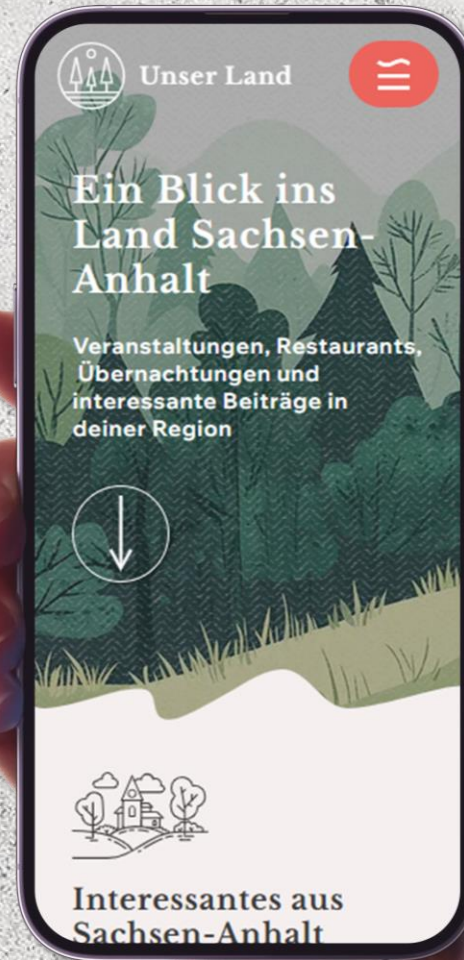 Unser Land
Ein Blick ins
Land Sachsen-
Anhalt
Veranstaltungen, Restaurants,
Übernachtungen und
interessante Beiträge in
deiner Region
Interessantes aus
Sachsen-Anhalt